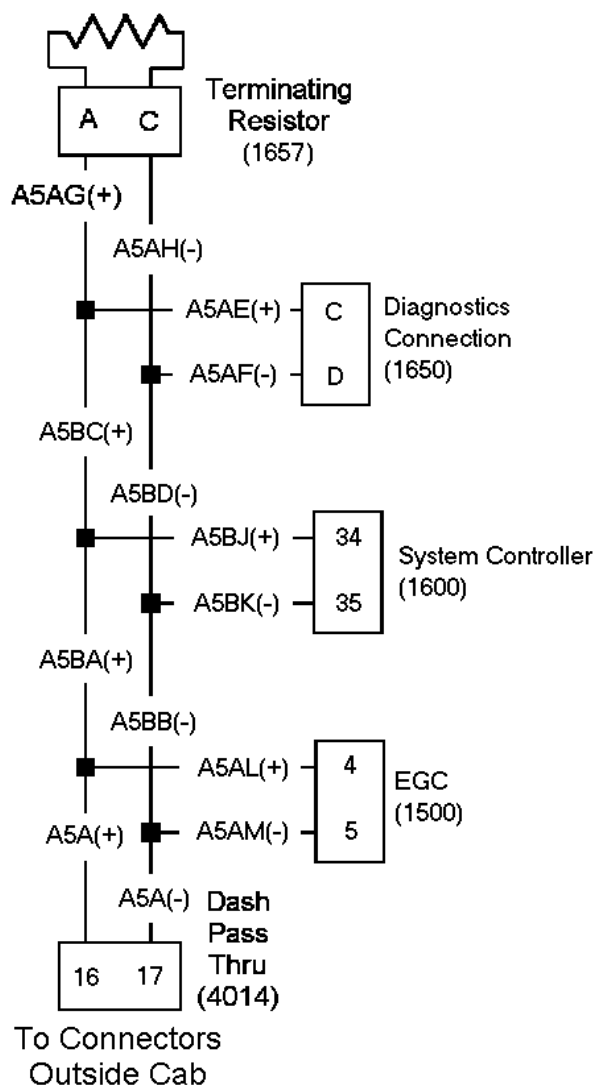 A C
Terminating
Resistor
(1657)
A5AG(+)
A5AH(-)
A5AE(+)
C
Diagnostics
Connection
(1650)
A5AF(-)
D
A5BC(+)
A5BD(-)
A5BJ(+)
34
System Controller
(1600)
A5BK(-)
35
A5BA(+)
A5BB(-)
A5AL(+)
4
EGC
(1500)
A5AM(-)
5
A5A(+)
A5A(-)
Dash
Pass
Thru
(4014)
16 17
To Connectors
Outside Cab